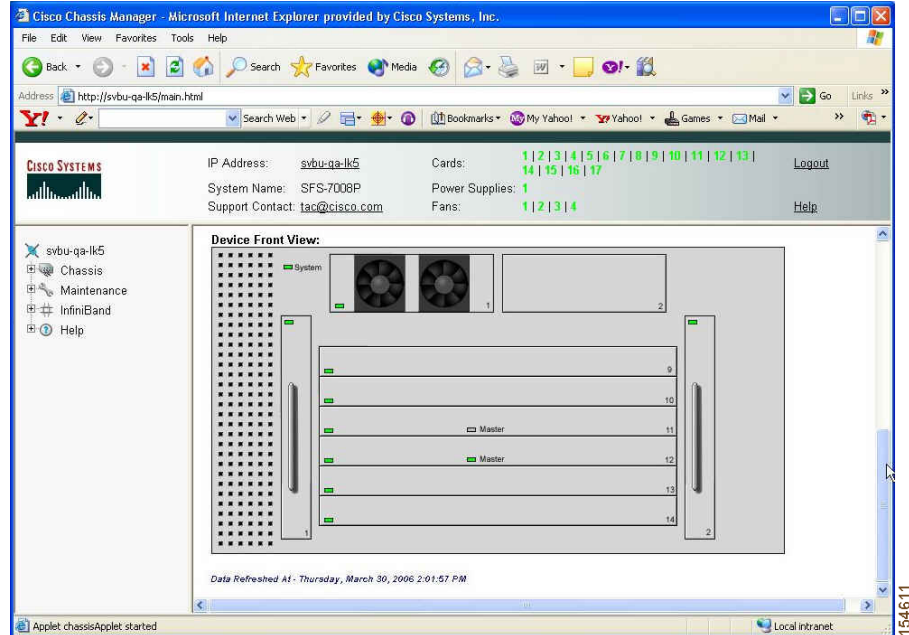 Cisco Chassis Manager - Microsoft Internet Explorer provided by Cisco Systems, Inc.
File Edit View Favorites Tools Help
Back Search Favorites Media
Address http://svbu-qa-lk5/main.html Go Links »
Y! Search Web Bookmarks My Yahoo! Yahoo! Games Mail »
CISCO SYSTEMS
IP Address: svbu-qa-lk5
System Name: SFS-7008P
Support Contact: tac@cisco.com
Cards: 1 | 2 | 3 | 4 | 5 | 6 | 7 | 8 | 9 | 10 | 11 | 12 | 13 |
14 | 15 | 16 | 17
Power Supplies: 1
Fans: 1 | 2 | 3 | 4
Logout
Help
svbu-qa-lk5
Chassis
Maintenance
InfiniBand
Help
Device Front View:
System
1
2
9
10
Master 11
Master 12
13
14
1
2
Data Refreshed At - Thursday, March 30, 2006 2:01:57 PM
Applet chassisApplet started
Local intranet
154611